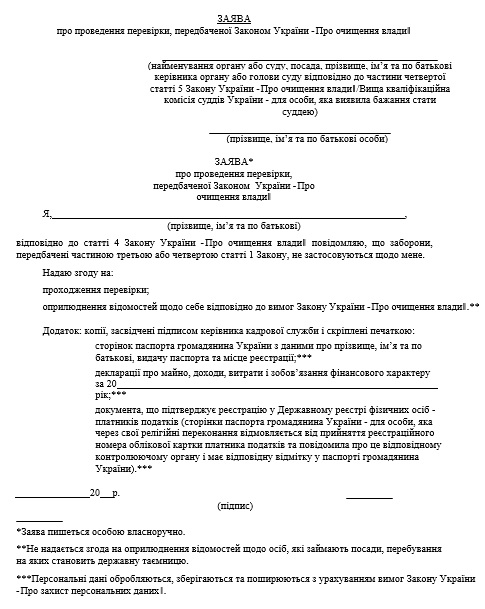 ЗАЯВА
про проведення перевірки, передбаченої Законом України ‑Про очищення влади‖
(найменування органу або суду, посада, прізвище, ім’я та по батькові
керівника органу або голови суду відповідно до частини четвертої
статті 5 Закону України ‑Про очищення влади‖/Вища кваліфікаційна
комісія суддів України - для особи, яка виявила бажання стати
суддею)
(прізвище, ім’я та по батькові особи)
ЗАЯВА*
про проведення перевірки,
передбаченої Законом України ‑Про
очищення влади‖
Я,
(прізвище, ім’я та по батькові)
відповідно до статті 4 Закону України ‑Про очищення влади‖ повідомляю, що заборони,
передбачені частиною третьою або четвертою статті 1 Закону, не застосовуються щодо мене.
Надаю згоду на:
проходження перевірки;
оприлюднення відомостей щодо себе відповідно до вимог Закону України ‑Про очищення влади‖.**
Додаток: копії, засвідчені підписом керівника кадрової служби і скріплені печаткою:
сторінок паспорта громадянина України з даними про прізвище, ім’я та по
батькові, видачу паспорта та місце реєстрації;***
декларації про майно, доходи, витрати і зобов’язання фінансового характеру
за 20
рік;***
документа, що підтверджує реєстрацію у Державному реєстрі фізичних осіб -
платників податків (сторінки паспорта громадянина України - для особи, яка
через свої релігійні переконання відмовляється від прийняття реєстраційного
номера облікової картки платника податків та повідомила про це відповідному
контролюючому органу і має відповідну відмітку у паспорті громадянина
України).***
20__р.
(підпис)
*Заява пишеться особою власноручно.
**Не надається згода на оприлюднення відомостей щодо осіб, які займають посади, перебування
на яких становить державну таємницю.
***Персональні дані обробляються, зберігаються та поширюються з урахуванням вимог Закону України
‑Про захист персональних даних‖.